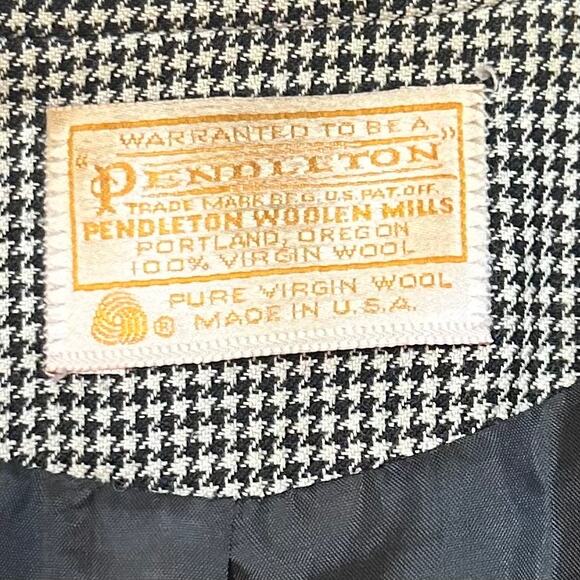 WARRANTED TO BE A
"PENDLETON"
TRADE MARK REG. U.S. PAT. OFF.
PENDLETON WOOLEN MILLS
PORTLAND, OREGON
100% VIRGIN WOOL
PURE VIRGIN WOOL
® MADE IN U.S.A.